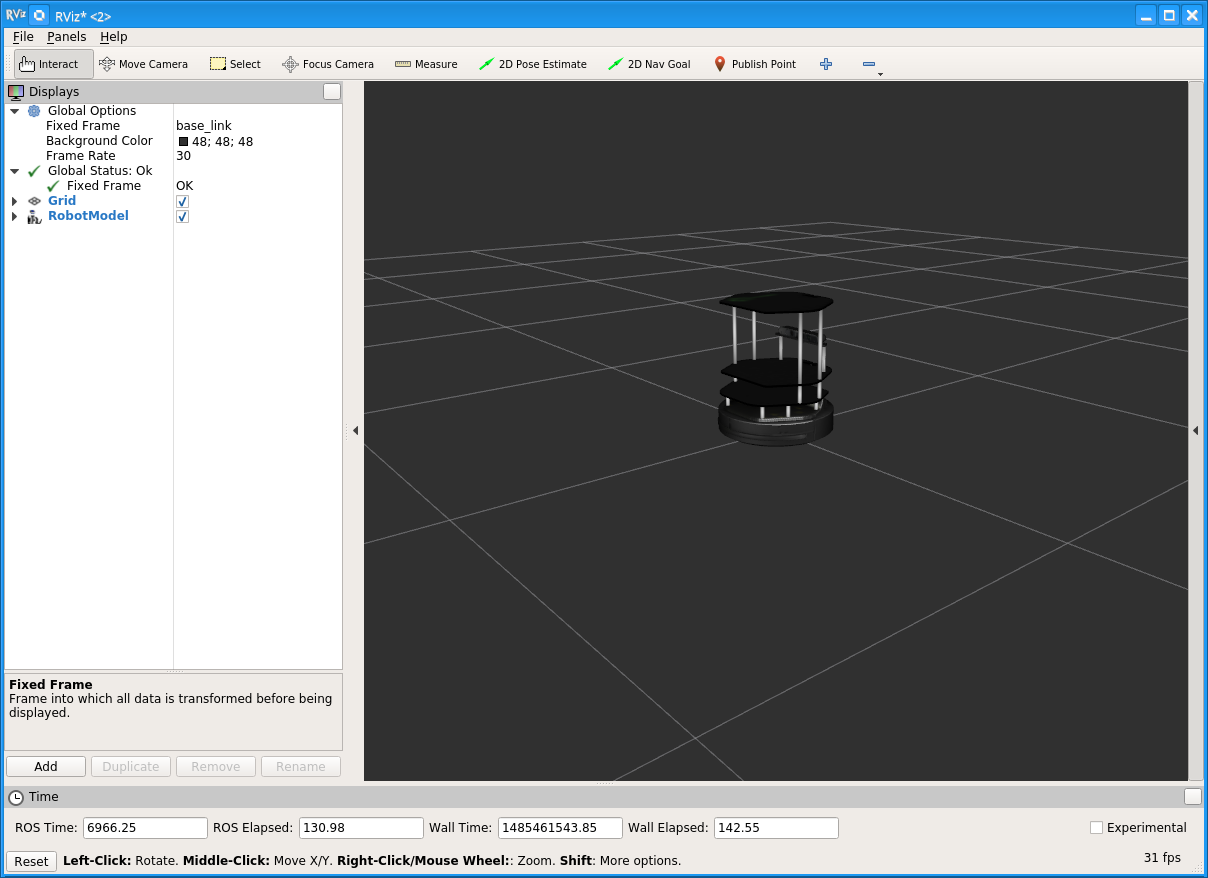 RViz RViz* <2>
File Panels Help
Interact Move Camera Select Focus Camera Measure 2D Pose Estimate 2D Nav Goal Publish Point
Displays
Global Options
Fixed Frame base_link
Background Color 48; 48; 48
Frame Rate 30
Global Status: Ok
Fixed Frame OK
Grid
RobotModel
Fixed Frame
Frame into which all data is transformed before being
displayed.
Add Duplicate Remove Rename
Time
ROS Time: 6966.25 ROS Elapsed: 130.98 Wall Time: 1485461543.85 Wall Elapsed: 142.55 Experimental
Reset Left-Click: Rotate. Middle-Click: Move X/Y. Right-Click/Mouse Wheel:: Zoom. Shift: More options. 31 fps